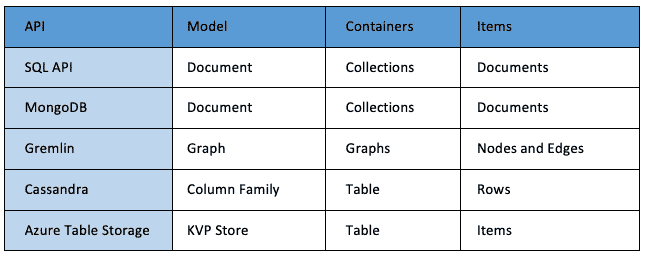 API Model Containers Items
SQL API Document Collections Documents
MongoDB Document Collections Documents
Gremlin Graph Graphs Nodes and Edges
Cassandra Column Family Table Rows
Azure Table Storage KVP Store Table Items